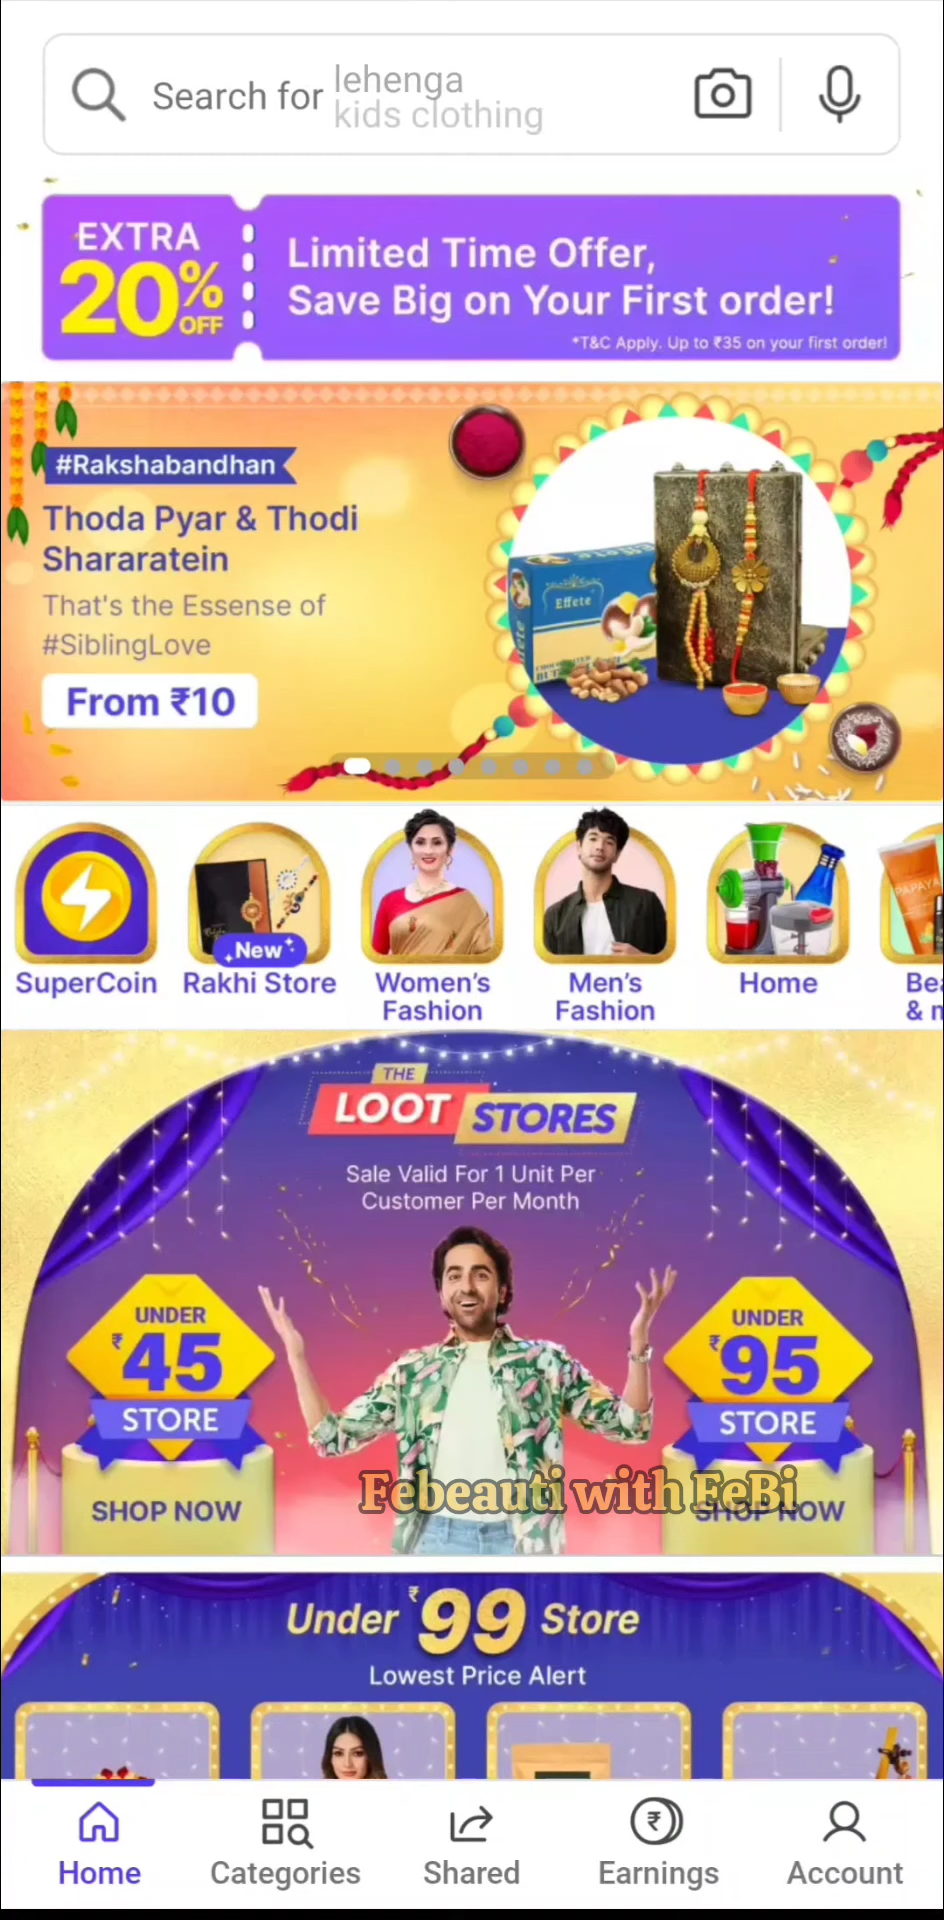 Search for lehenga
kids clothing
EXTRA
20% OFF
Limited Time Offer,
Save Big on Your First order!
*T&C Apply. Up to ₹35 on your first order!
#Rakshabandhan
Thoda Pyar & Thodi
Shararatein
That's the Essense of
#SiblingLove
From ₹10
Effete
SuperCoin
New
Rakhi Store
Women's
Fashion
Men's
Fashion
Home
PAPAYA
THE
LOOT STORES
Sale Valid For 1 Unit Per
Customer Per Month
UNDER
₹45
STORE
SHOP NOW
UNDER
₹95
STORE
SHOP NOW
Febeauti with FeBi
Under ₹99 Store
Lowest Price Alert
Home
Categories
Shared
Earnings
Account